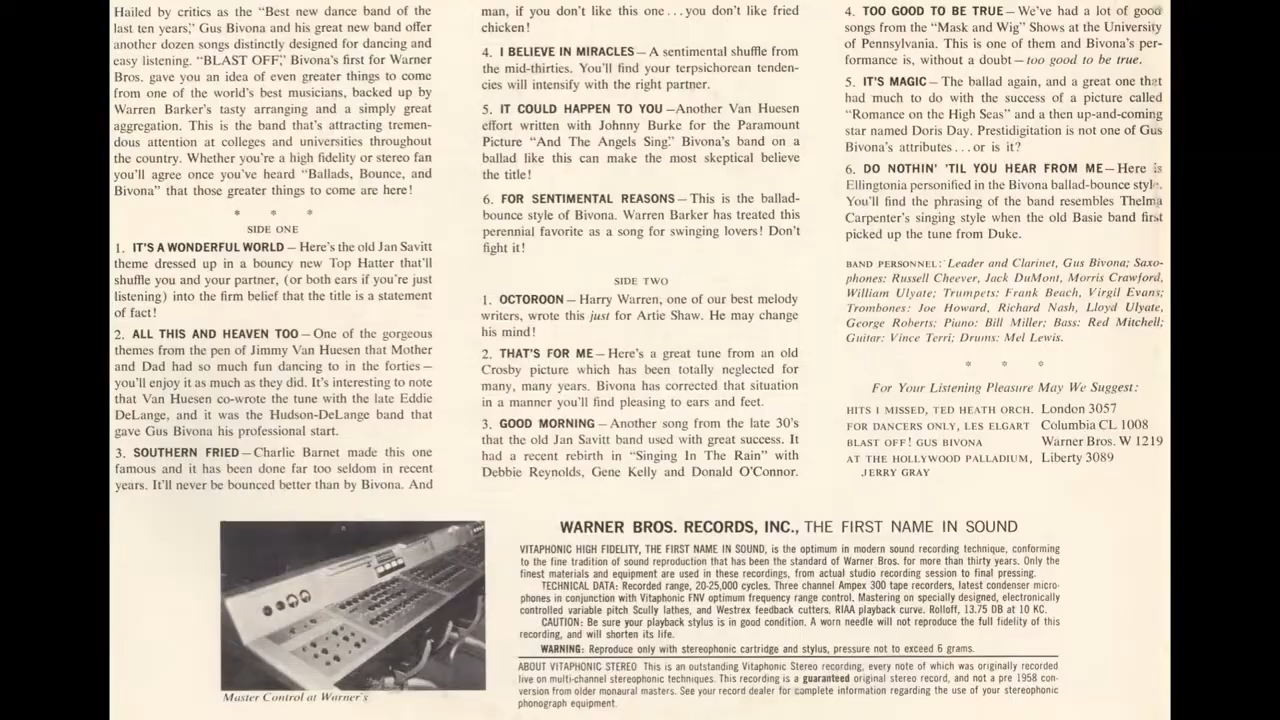 Hailed by critics as the “Best new dance band of the
last ten years,” Gus Bivona and his great new band offer
another dozen songs distinctly designed for dancing and
easy listening. “BLAST OFF,” Bivona's first for Warner
Bros. gave you an idea of even greater things to come
from one of the world's best musicians, backed up by
Warren Barker's tasty arranging and a simply great
aggregation. This is the band that's attracting tremen-
dous attention at colleges and universities throughout
the country. Whether you're a high fidelity or stereo fan
you'll agree once you've heard “Ballads, Bounce, and
Bivona” that those greater things to come are here!
* * *
SIDE ONE
1. IT'S A WONDERFUL WORLD – Here's the old Jan Savitt
theme dressed up in a bouncy new Top Hatter that'll
shuffle you and your partner, (or both ears if you're just
listening) into the firm belief that the title is a statement
of fact!
2. ALL THIS AND HEAVEN TOO – One of the gorgeous
themes from the pen of Jimmy Van Huesen that Mother
and Dad had so much fun dancing to in the forties –
you'll enjoy it as much as they did. It's interesting to note
that Van Huesen co-wrote the tune with the late Eddie
DeLange, and it was the Hudson-DeLange band that
gave Gus Bivona his professional start.
3. SOUTHERN FRIED – Charlie Barnet made this one
famous and it has been done far too seldom in recent
years. It'll never be bounced better than by Bivona. And
man, if you don't like this one . . . you don't like fried
chicken!
4. I BELIEVE IN MIRACLES – A sentimental shuffle from
the mid-thirties. You'll find your terpsichorean tenden-
cies will intensify with the right partner.
5. IT COULD HAPPEN TO YOU – Another Van Huesen
effort written with Johnny Burke for the Paramount
Picture “And The Angels Sing.” Bivona's band on a
ballad like this can make the most skeptical believe
the title!
6. FOR SENTIMENTAL REASONS – This is the ballad-
bounce style of Bivona. Warren Barker has treated this
perennial favorite as a song for swinging lovers! Don't
fight it!
SIDE TWO
1. OCTOROON – Harry Warren, one of our best melody
writers, wrote this just for Artie Shaw. He may change
his mind!
2. THAT'S FOR ME – Here's a great tune from an old
Crosby picture which has been totally neglected for
many, many years. Bivona has corrected that situation
in a manner you'll find pleasing to ears and feet.
3. GOOD MORNING – Another song from the late 30's
that the old Jan Savitt band used with great success. It
had a recent rebirth in “Singing In The Rain” with
Debbie Reynolds, Gene Kelly and Donald O'Connor.
4. TOO GOOD TO BE TRUE – We've had a lot of good
songs from the “Mask and Wig” Shows at the University
of Pennsylvania. This is one of them and Bivona's per-
formance is, without a doubt – too good to be true.
5. IT'S MAGIC – The ballad again, and a great one that
had much to do with the success of a picture called
“Romance on the High Seas” and a then up-and-coming
star named Doris Day. Prestidigitation is not one of Gus
Bivona's attributes . . . or is it?
6. DO NOTHIN' 'TIL YOU HEAR FROM ME – Here is
Ellingtonia personified in the Bivona ballad-bounce style.
You'll find the phrasing of the band resembles Thelma
Carpenter's singing style when the old Basie band first
picked up the tune from Duke.
BAND PERSONNEL: Leader and Clarinet, Gus Bivona; Saxo-
phones: Russell Cheever, Jack DuMont, Morris Crawford,
William Ulyate; Trumpets: Frank Beach, Virgil Evans;
Trombones: Joe Howard, Richard Nash, Lloyd Ulyate,
George Roberts; Piano: Bill Miller; Bass: Red Mitchell;
Guitar: Vince Terri; Drums: Mel Lewis.
* * *
For Your Listening Pleasure May We Suggest:
HITS I MISSED, TED HEATH ORCH. London 3057
FOR DANCERS ONLY, LES ELGART Columbia CL 1008
BLAST OFF! GUS BIVONA Warner Bros. W 1219
AT THE HOLLYWOOD PALLADIUM, Liberty 3089
JERRY GRAY
Master Control at Warner's
WARNER BROS. RECORDS, INC., THE FIRST NAME IN SOUND
VITAPHONIC HIGH FIDELITY, THE FIRST NAME IN SOUND, is the optimum in modern sound recording technique, conforming
to the fine tradition of sound reproduction that has been the standard of Warner Bros. for more than thirty years. Only the
finest materials and equipment are used in these recordings, from actual studio recording session to final pressing.
TECHNICAL DATA: Recorded range, 20-25,000 cycles. Three channel Ampex 300 tape recorders, latest condenser micro-
phones in conjunction with Vitaphonic FNV optimum frequency range control. Mastering on specially designed, electronically
controlled variable pitch Scully lathes, and Westrex feedback cutters. RIAA playback curve. Rolloff, 13.75 DB at 10 KC.
CAUTION: Be sure your playback stylus is in good condition. A worn needle will not reproduce the full fidelity of this
recording, and will shorten its life.
WARNING: Reproduce only with stereophonic cartridge and stylus, pressure not to exceed 6 grams.
ABOUT VITAPHONIC STEREO This is an outstanding Vitaphonic Stereo recording, every note of which was originally recorded
live on multi-channel stereophonic techniques. This recording is a guaranteed original stereo record, and not a pre 1958 con-
version from older monaural masters. See your record dealer for complete information regarding the use of your stereophonic
phonograph equipment.